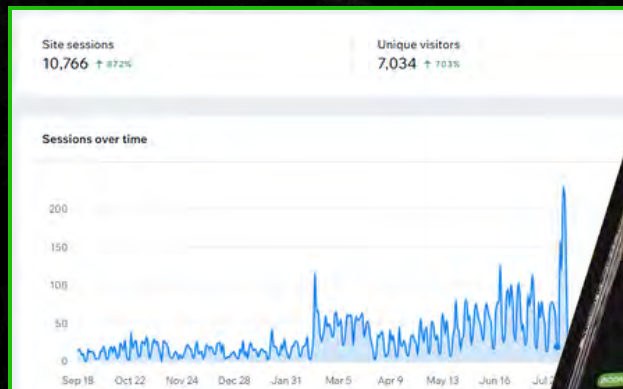 Site sessions
Unique visitors
10,766 ↑ 872%
7,034 ↑ 703%
Sessions over time
200
150
100
50
0
Sep 18 Oct 22 Nov 24 Dec 28 Jan 31 Mar 5 Apr 9 May 13 Jun 16 Jul